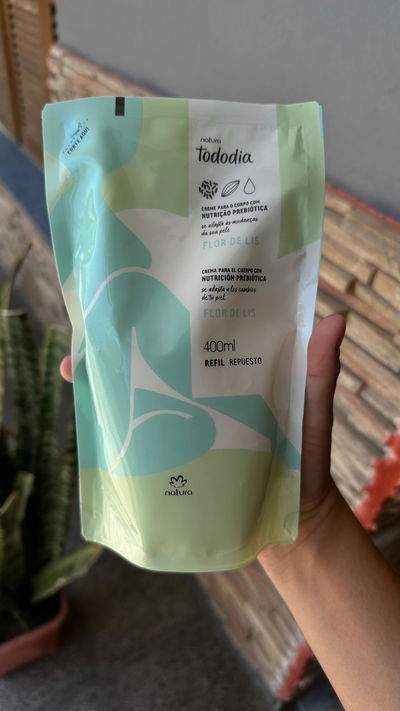 CORTE AQUI
natura
Tododia
CREME PARA O CORPO COM
NUTRIÇÃO PREBIÓTICA
se adapta às mudanças
da sua pele
FLOR DE LIS
CREMA PARA EL CUERPO CON
NUTRICIÓN PREBIÓTICA
se adapta a los cambios
de tu piel
FLOR DE LIS
400ml
REFIL REPUESTO
natura